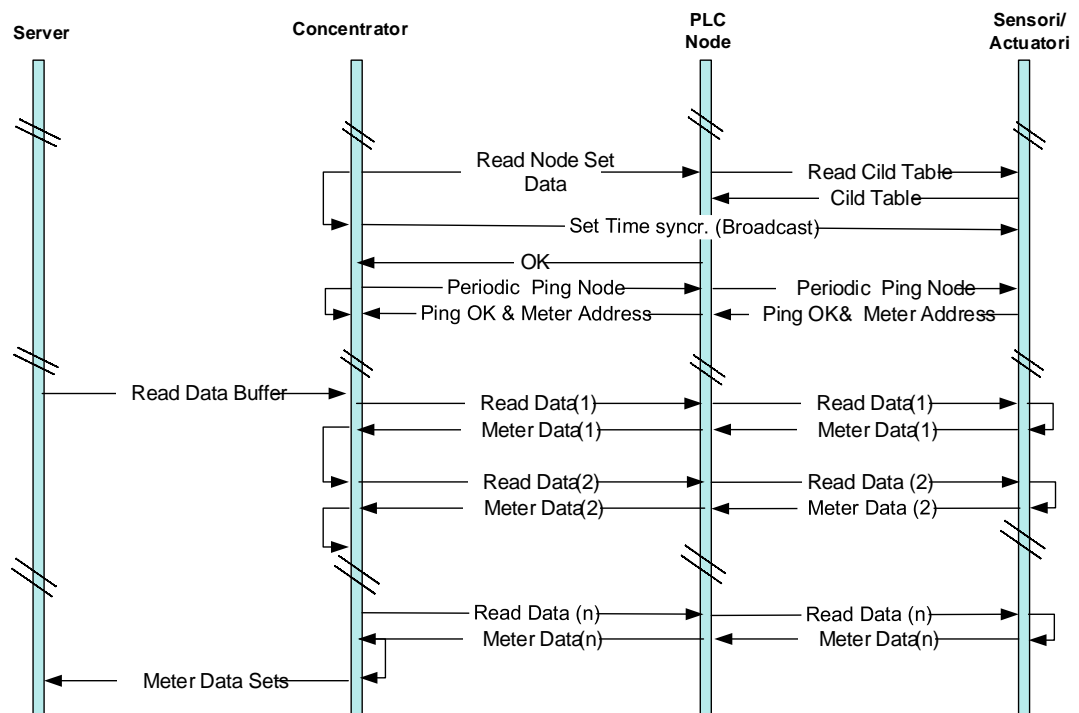 Server
Concentrator
PLC
Node
Sensori/
Actuatori
Read Node Set
Data
Read Cild Table
Cild Table
Set Time syncr. (Broadcast)
OK
Periodic Ping Node
Periodic Ping Node
Ping OK & Meter Address
Ping OK& Meter Address
Read Data Buffer
Read Data(1)
Read Data(1)
Meter Data(1)
Meter Data(1)
Read Data(2)
Read Data (2)
Meter Data(2)
Meter Data (2)
Read Data (n)
Read Data (n)
Meter Data(n)
Meter Data(n)
Meter Data Sets